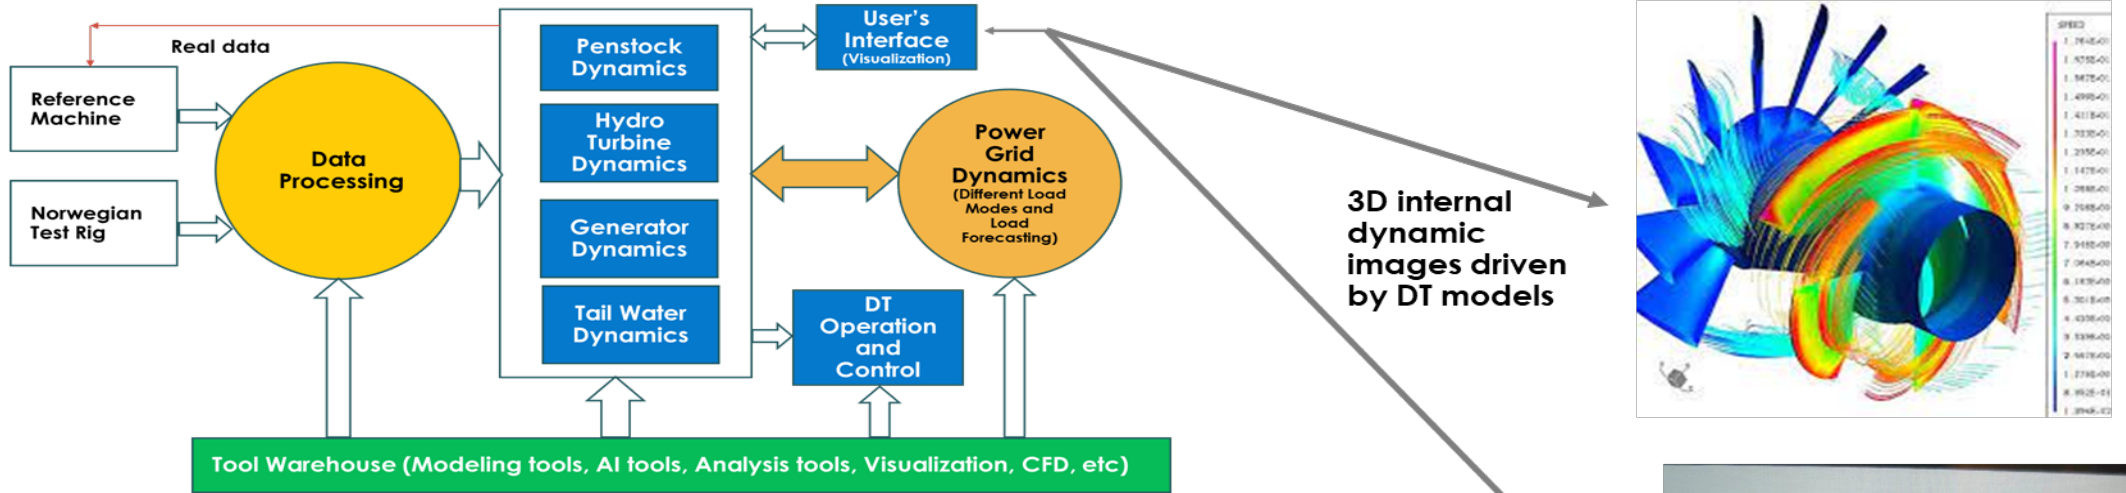 Real data
Reference
Machine
Norwegian
Test Rig
Data
Processing
Penstock
Dynamics
Hydro
Turbine
Dynamics
Generator
Dynamics
Tail Water
Dynamics
User's
Interface
(Visualization)
Power
Grid
Dynamics
(Different Load
Modes and
Load
Forecasting)
DT
Operation
and
Control
Tool Warehouse (Modeling tools, AI tools, Analysis tools, Visualization, CFD, etc)
3D internal
dynamic
images driven
by DT models
SPEED